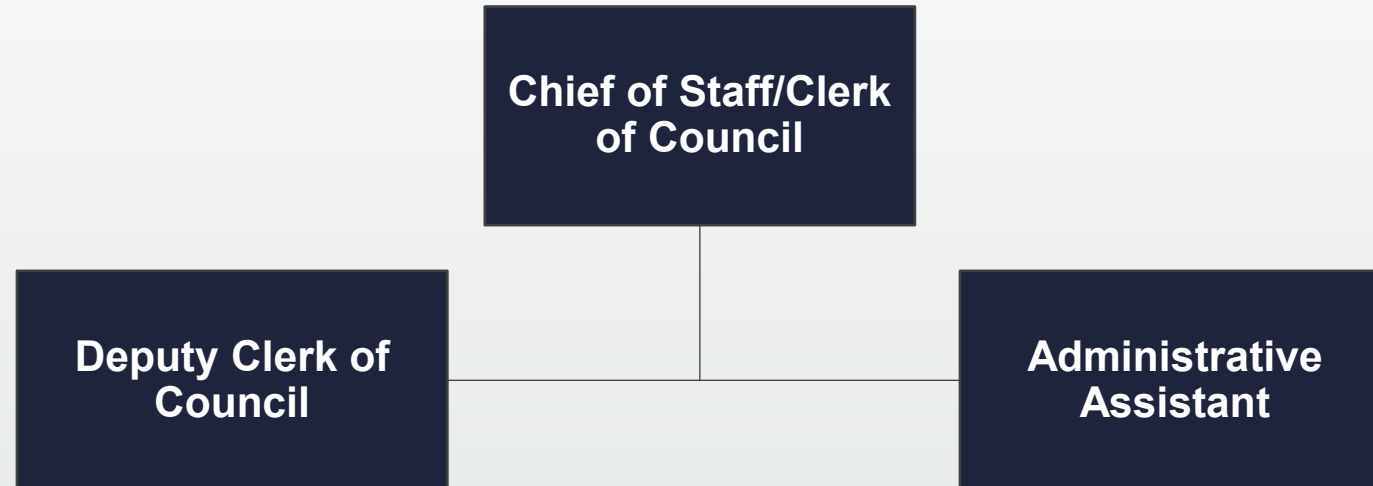 Chief of Staff/Clerk
of Council
Deputy Clerk of
Council
Administrative
Assistant